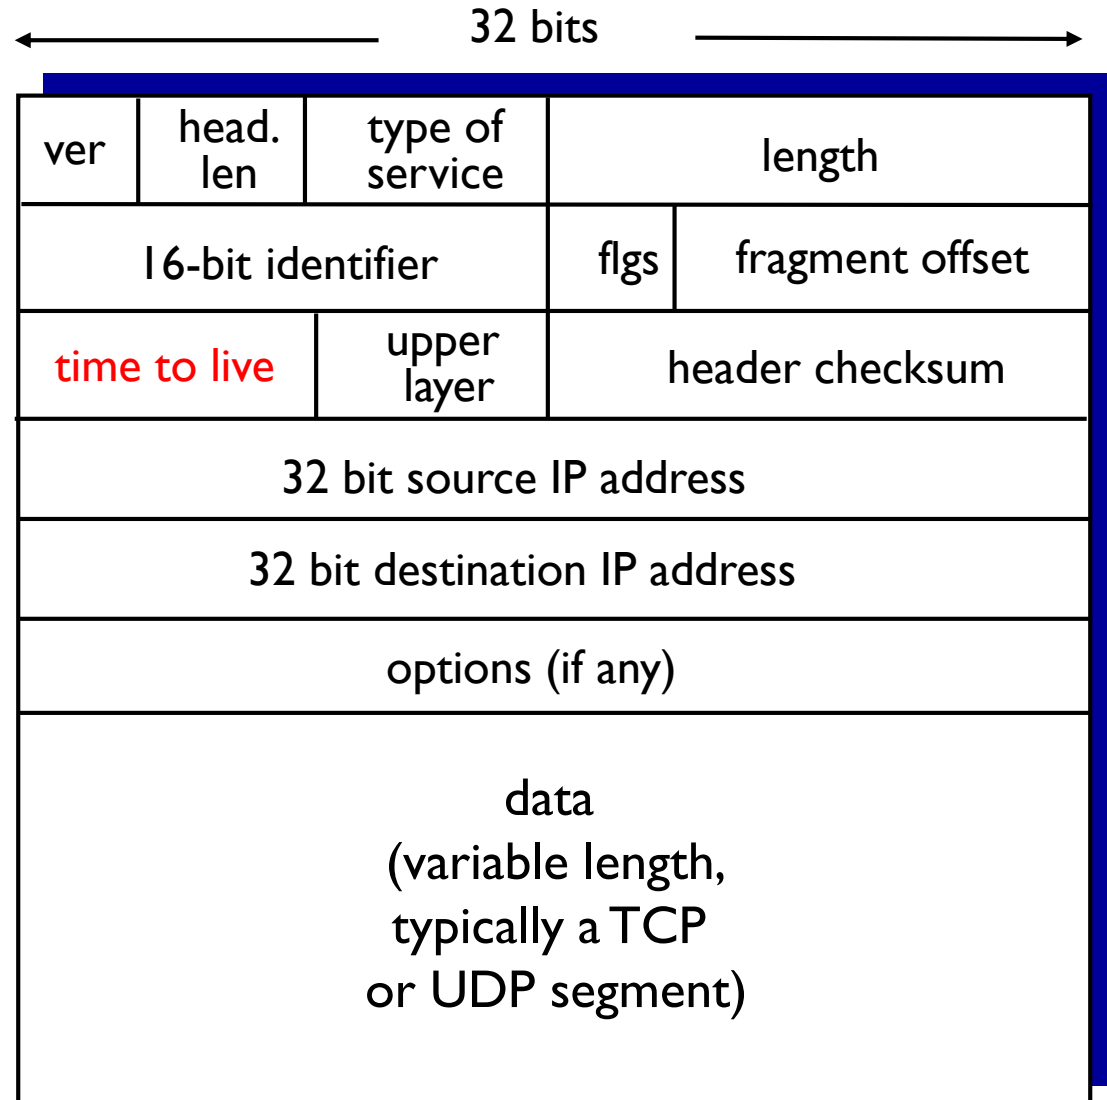 32 bits
ver
head.
len
type of
service
length
16-bit identifier
flgs
fragment offset
time to live
upper
layer
header checksum
32 bit source IP address
32 bit destination IP address
options (if any)
data
(variable length,
typically a TCP
or UDP segment)